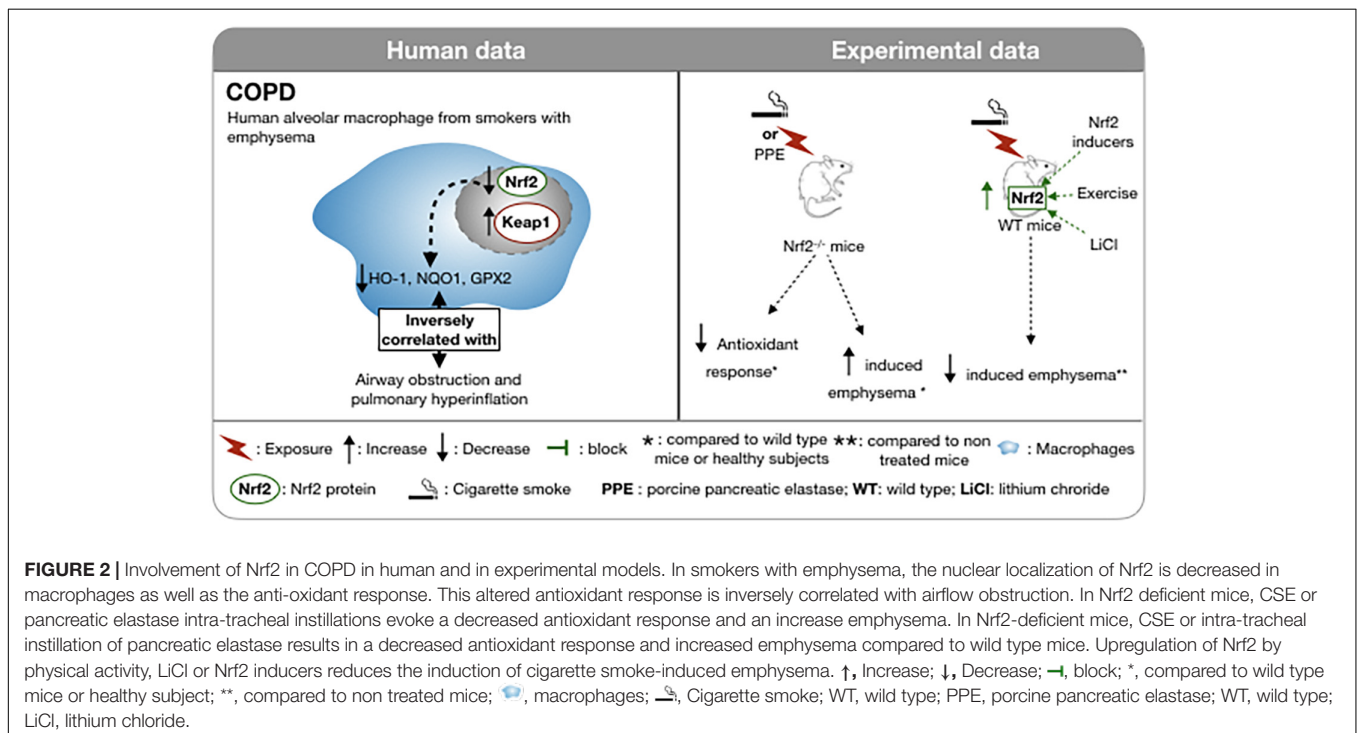 Human data
Experimental data
COPD
Human alveolar macrophage from smokers with
emphysema
↓ Nrf2
↑ Keap1
↓HO-1, NQO1, GPX2
Inversely
correlated with
Airway obstruction and
pulmonary hyperinflation
or
PPE
Nrf2-/- mice
↓ Antioxidant
response*
↑ induced
emphysema *
Nrf2
inducers
↑ Nrf2
Exercise
WT mice
LiCl
↓ induced emphysema**
: Exposure ↑: Increase ↓: Decrease ⊣ : block *: compared to wild type **: compared to non : Macrophages
mice or healthy subjects treated mice
Nrf2 : Nrf2 protein : Cigarette smoke PPE : porcine pancreatic elastase; WT: wild type; LiCl: lithium chroride
FIGURE 2 | Involvement of Nrf2 in COPD in human and in experimental models. In smokers with emphysema, the nuclear localization of Nrf2 is decreased in
macrophages as well as the anti-oxidant response. This altered antioxidant response is inversely correlated with airflow obstruction. In Nrf2 deficient mice, CSE or
pancreatic elastase intra-tracheal instillations evoke a decreased antioxidant response and an increase emphysema. In Nrf2-deficient mice, CSE or intra-tracheal
instillation of pancreatic elastase results in a decreased antioxidant response and increased emphysema compared to wild type mice. Upregulation of Nrf2 by
physical activity, LiCl or Nrf2 inducers reduces the induction of cigarette smoke-induced emphysema. ↑, Increase; ↓, Decrease; ⊣, block; *, compared to wild type
mice or healthy subject; **, compared to non treated mice; , macrophages; , Cigarette smoke; WT, wild type; PPE, porcine pancreatic elastase; WT, wild type;
LiCl, lithium chloride.